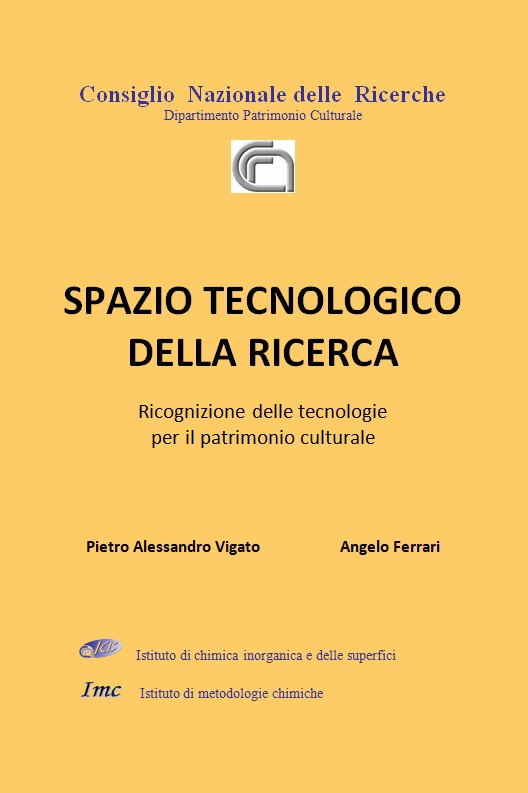 Consiglio Nazionale delle Ricerche
Dipartimento Patrimonio Culturale
SPAZIO TECNOLOGICO
DELLA RICERCA
Ricognizione delle tecnologie
per il patrimonio culturale
Pietro Alessandro Vigato Angelo Ferrari
ICIS Istituto di chimica inorganica e delle superfici
Imc Istituto di metodologie chimiche